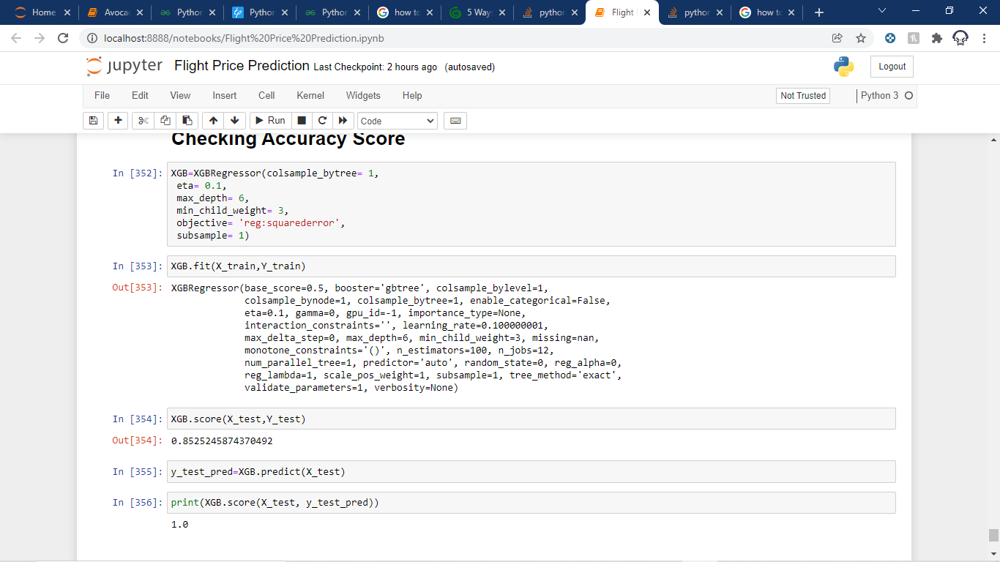 Home
Avocad
Python
Python
Python
how to
5 Ways
python
Flight
python
how to
localhost:8888/notebooks/Flight%20Price%20Prediction.ipynb
jupyter Flight Price Prediction Last Checkpoint: 2 hours ago (autosaved)
Logout
File Edit View Insert Cell Kernel Widgets Help
Not Trusted
Python 3
Run
Code
Checking Accuracy Score
In [352]: XGB=XGBRegressor(colsample_bytree= 1,
eta= 0.1,
max_depth= 6,
min_child_weight= 3,
objective= 'reg:squarederror',
subsample= 1)
In [353]: XGB.fit(X_train,Y_train)
Out[353]: XGBRegressor(base_score=0.5, booster='gbtree', colsample_bylevel=1,
colsample_bynode=1, colsample_bytree=1, enable_categorical=False,
eta=0.1, gamma=0, gpu_id=-1, importance_type=None,
interaction_constraints='', learning_rate=0.100000001,
max_delta_step=0, max_depth=6, min_child_weight=3, missing=nan,
monotone_constraints='()', n_estimators=100, n_jobs=12,
num_parallel_tree=1, predictor='auto', random_state=0, reg_alpha=0,
reg_lambda=1, scale_pos_weight=1, subsample=1, tree_method='exact',
validate_parameters=1, verbosity=None)
In [354]: XGB.score(X_test,Y_test)
Out[354]: 0.8525245874370492
In [355]: y_test_pred=XGB.predict(X_test)
In [356]: print(XGB.score(X_test, y_test_pred))
1.0